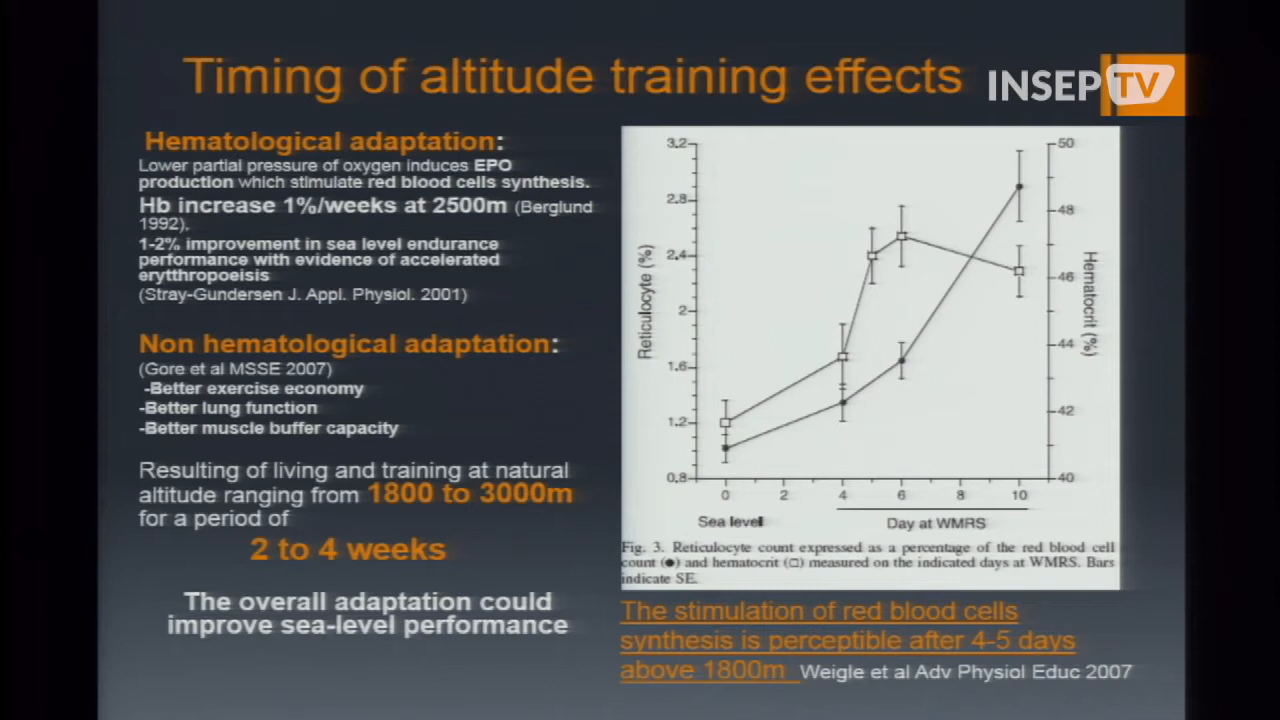 Timing of altitude training effects
INSEP TV
Hematological adaptation:
Lower partial pressure of oxygen induces EPO
production which stimulate red blood cells synthesis.
Hb increase 1%/weeks at 2500m (Berglund
1992).
1-2% improvement in sea level endurance
performance with evidence of accelerated
erytthropoeisis
(Stray-Gundersen J. Appl. Physiol. 2001)
Non hematological adaptation:
(Gore et al MSSE 2007)
-Better exercise economy
-Better lung function
-Better muscle buffer capacity
Resulting of living and training at natural
altitude ranging from 1800 to 3000m
for a period of
2 to 4 weeks
The overall adaptation could
improve sea-level performance
Reticulocyte (%)
3,2
2,8
2,4
2
1,6
1,2
0,8
Hematocrit (%)
50
48
46
44
42
40
0 2 4 6 8 10
Sea level
Day at WMRS
Fig. 3. Reticulocyte count expressed as a percentage of the red blood cell
count (●) and hematocrit (□) measured on the indicated days at WMRS. Bars
indicate SE.
The stimulation of red blood cells
synthesis is perceptible after 4-5 days
above 1800m Weigle et al Adv Physiol Educ 2007